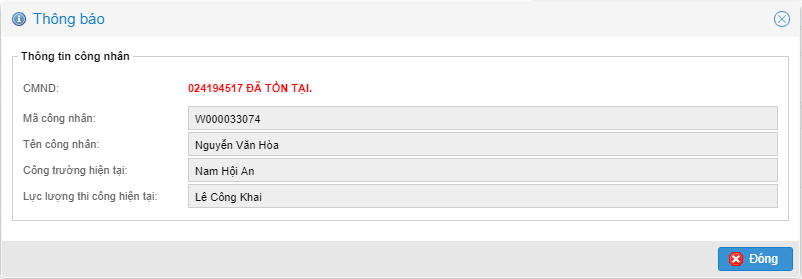 Thông báo
Thông tin công nhân
CMND: 024194517 ĐÃ TỒN TẠI.
Mã công nhân: W000033074
Tên công nhân: Nguyễn Văn Hòa
Công trường hiện tại: Nam Hội An
Lực lượng thi công hiện tại: Lê Công Khai
Đóng